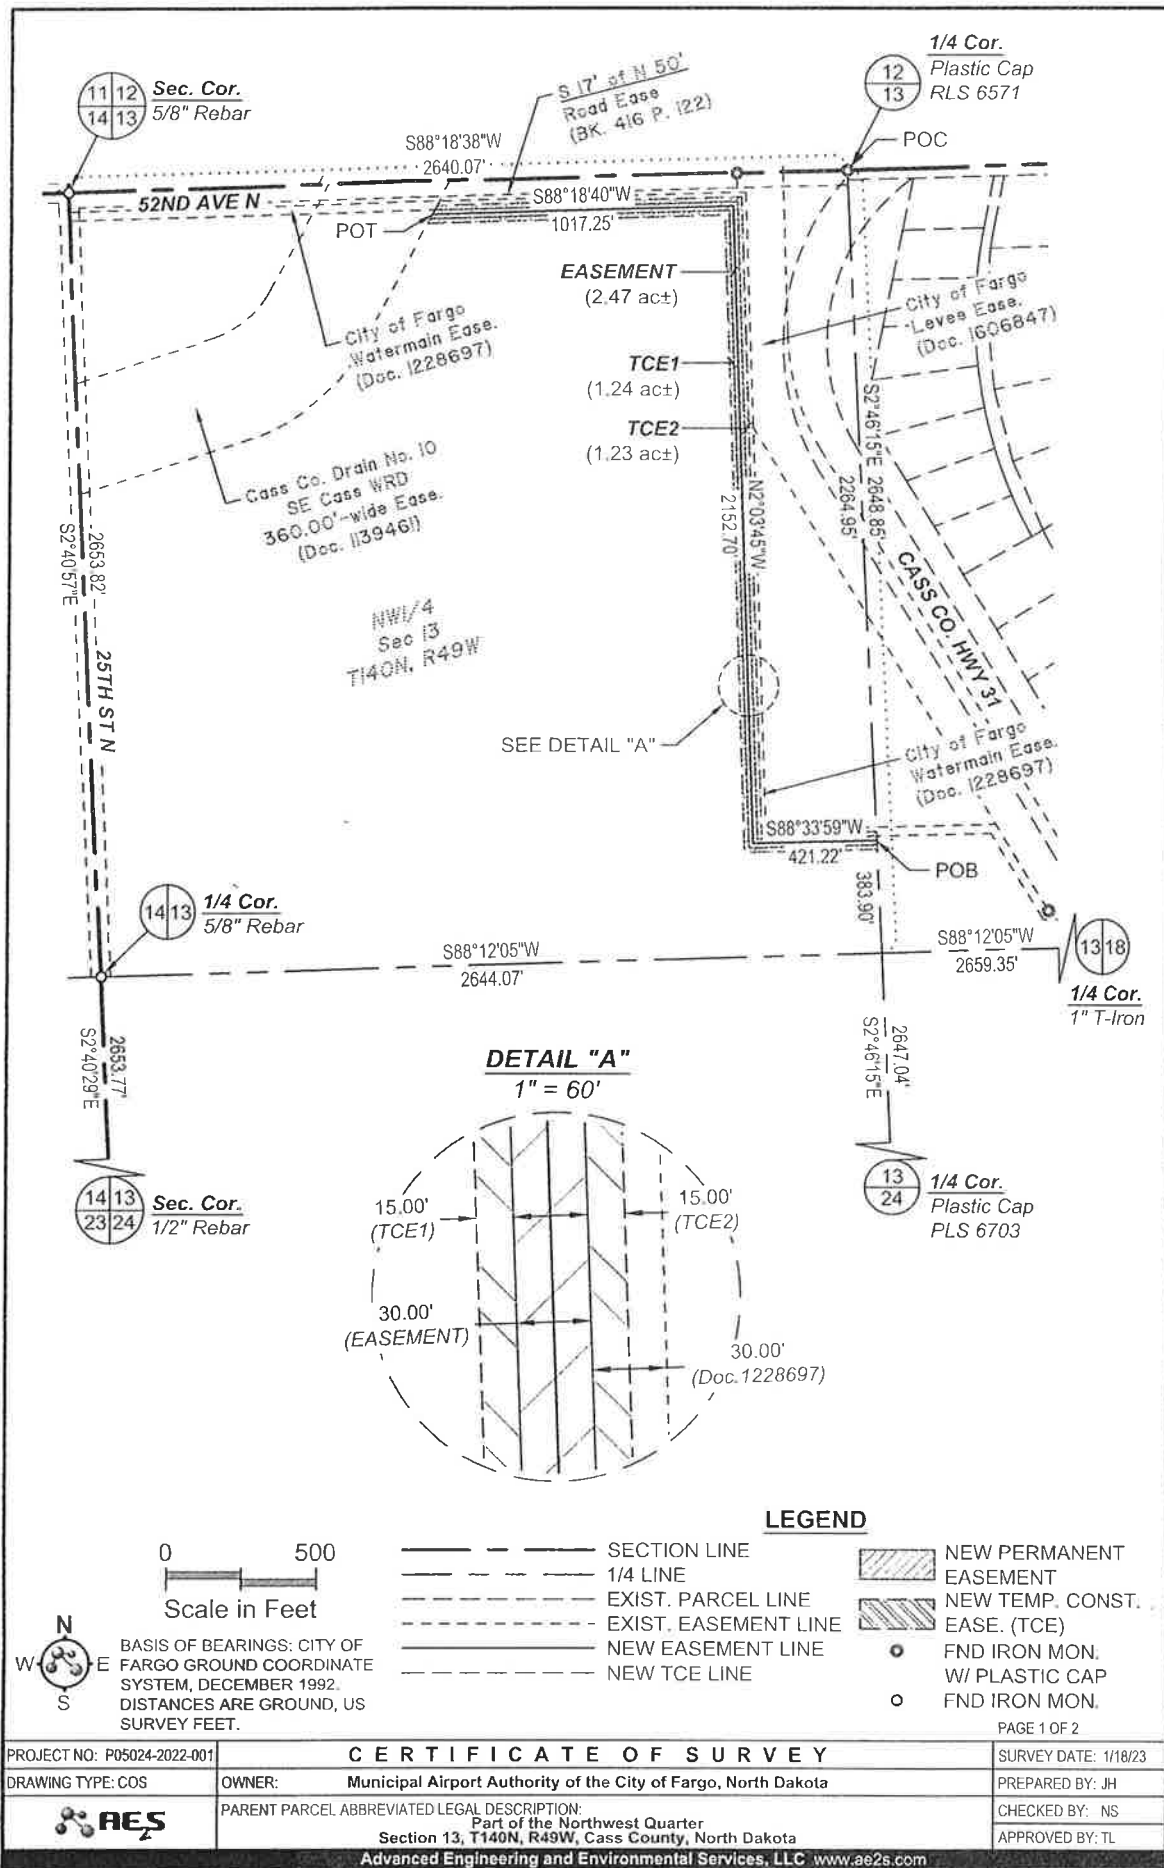 1/4 Cor.
Plastic Cap
RLS 6571
12
13
POC
11 12
14 13
Sec. Cor.
5/8" Rebar
S 17' of N 50'
Road Ease
(BK. 416 P. 122)
S88°18'38"W
2640.07'
52ND AVE N
S88°18'40"W
1017.25'
POT
EASEMENT
(2.47 ac±)
City of Fargo
Watermain Ease.
(Doc. 1228697)
City of Fargo
Levee Ease.
(Doc. 1606847)
TCE1
(1.24 ac±)
TCE2
(1.23 ac±)
Cass Co. Drain No. 10
SE Cass WRD
360.00'-wide Ease.
(Doc. 1139461)
S2°40'57"E
2653.82'
25TH ST N
2152.70'
N2°03'45"W
2264.95'
S2°46'15"E 2648.85'
CASS CO. HWY 31
NW1/4
Sec 13
T140N, R49W
SEE DETAIL "A"
City of Fargo
Watermain Ease.
(Doc. 1228697)
S88°33'59"W
421.22'
POB
383.90'
14 13
1/4 Cor.
5/8" Rebar
S88°12'05"W
2644.07'
S88°12'05"W
2659.35'
13 18
1/4 Cor.
1" T-Iron
2653.77'
S2°40'29"E
2647.04'
S2°46'15"E
DETAIL "A"
1" = 60'
14 13
23 24
Sec. Cor.
1/2" Rebar
13
24
1/4 Cor.
Plastic Cap
PLS 6703
15.00'
(TCE1)
15.00'
(TCE2)
30.00'
(EASEMENT)
30.00'
(Doc.1228697)
LEGEND
0 500
Scale in Feet
SECTION LINE
1/4 LINE
EXIST. PARCEL LINE
EXIST. EASEMENT LINE
NEW EASEMENT LINE
NEW TCE LINE
NEW PERMANENT
EASEMENT
NEW TEMP. CONST.
EASE. (TCE)
FND IRON MON.
W/ PLASTIC CAP
FND IRON MON.
N
W E
S
BASIS OF BEARINGS: CITY OF
FARGO GROUND COORDINATE
SYSTEM, DECEMBER 1992.
DISTANCES ARE GROUND, US
SURVEY FEET.
PAGE 1 OF 2
PROJECT NO: P05024-2022-001
CERTIFICATE OF SURVEY
SURVEY DATE: 1/18/23
DRAWING TYPE: COS
OWNER: Municipal Airport Authority of the City of Fargo, North Dakota
PREPARED BY: JH
AE2S
PARENT PARCEL ABBREVIATED LEGAL DESCRIPTION:
Part of the Northwest Quarter
Section 13, T140N, R49W, Cass County, North Dakota
CHECKED BY: NS
APPROVED BY: TL
Advanced Engineering and Environmental Services, LLC www.ae2s.com